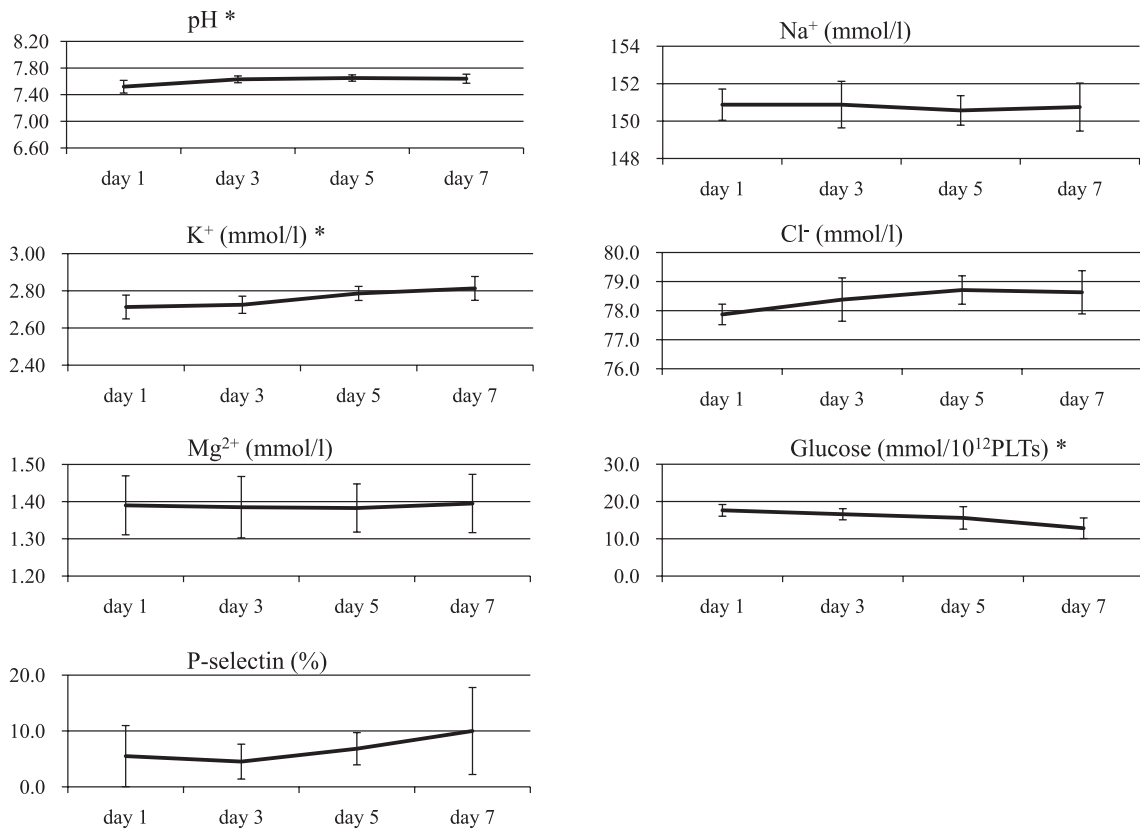 pH *
8.20
7.80
7.40
7.00
6.60
day 1 day 3 day 5 day 7
Na⁺ (mmol/l)
154
152
150
148
day 1 day 3 day 5 day 7
K⁺ (mmol/l) *
3.00
2.80
2.60
2.40
day 1 day 3 day 5 day 7
Cl⁻ (mmol/l)
80.0
79.0
78.0
77.0
76.0
day 1 day 3 day 5 day 7
Mg²⁺ (mmol/l)
1.50
1.40
1.30
1.20
day 1 day 3 day 5 day 7
Glucose (mmol/10¹²PLTs) *
30.0
20.0
10.0
0.0
day 1 day 3 day 5 day 7
P-selectin (%)
20.0
10.0
0.0
day 1 day 3 day 5 day 7